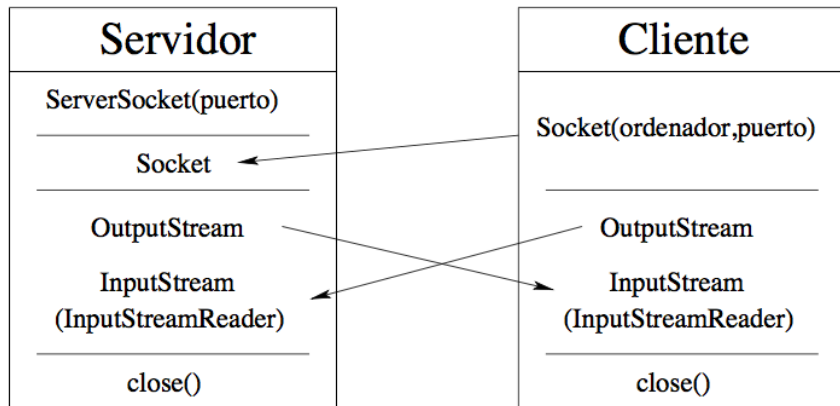 Servidor
ServerSocket(puerto)
Socket
OutputStream
InputStream
(InputStreamReader)
close()
Cliente
Socket(ordenador,puerto)
OutputStream
InputStream
(InputStreamReader)
close()